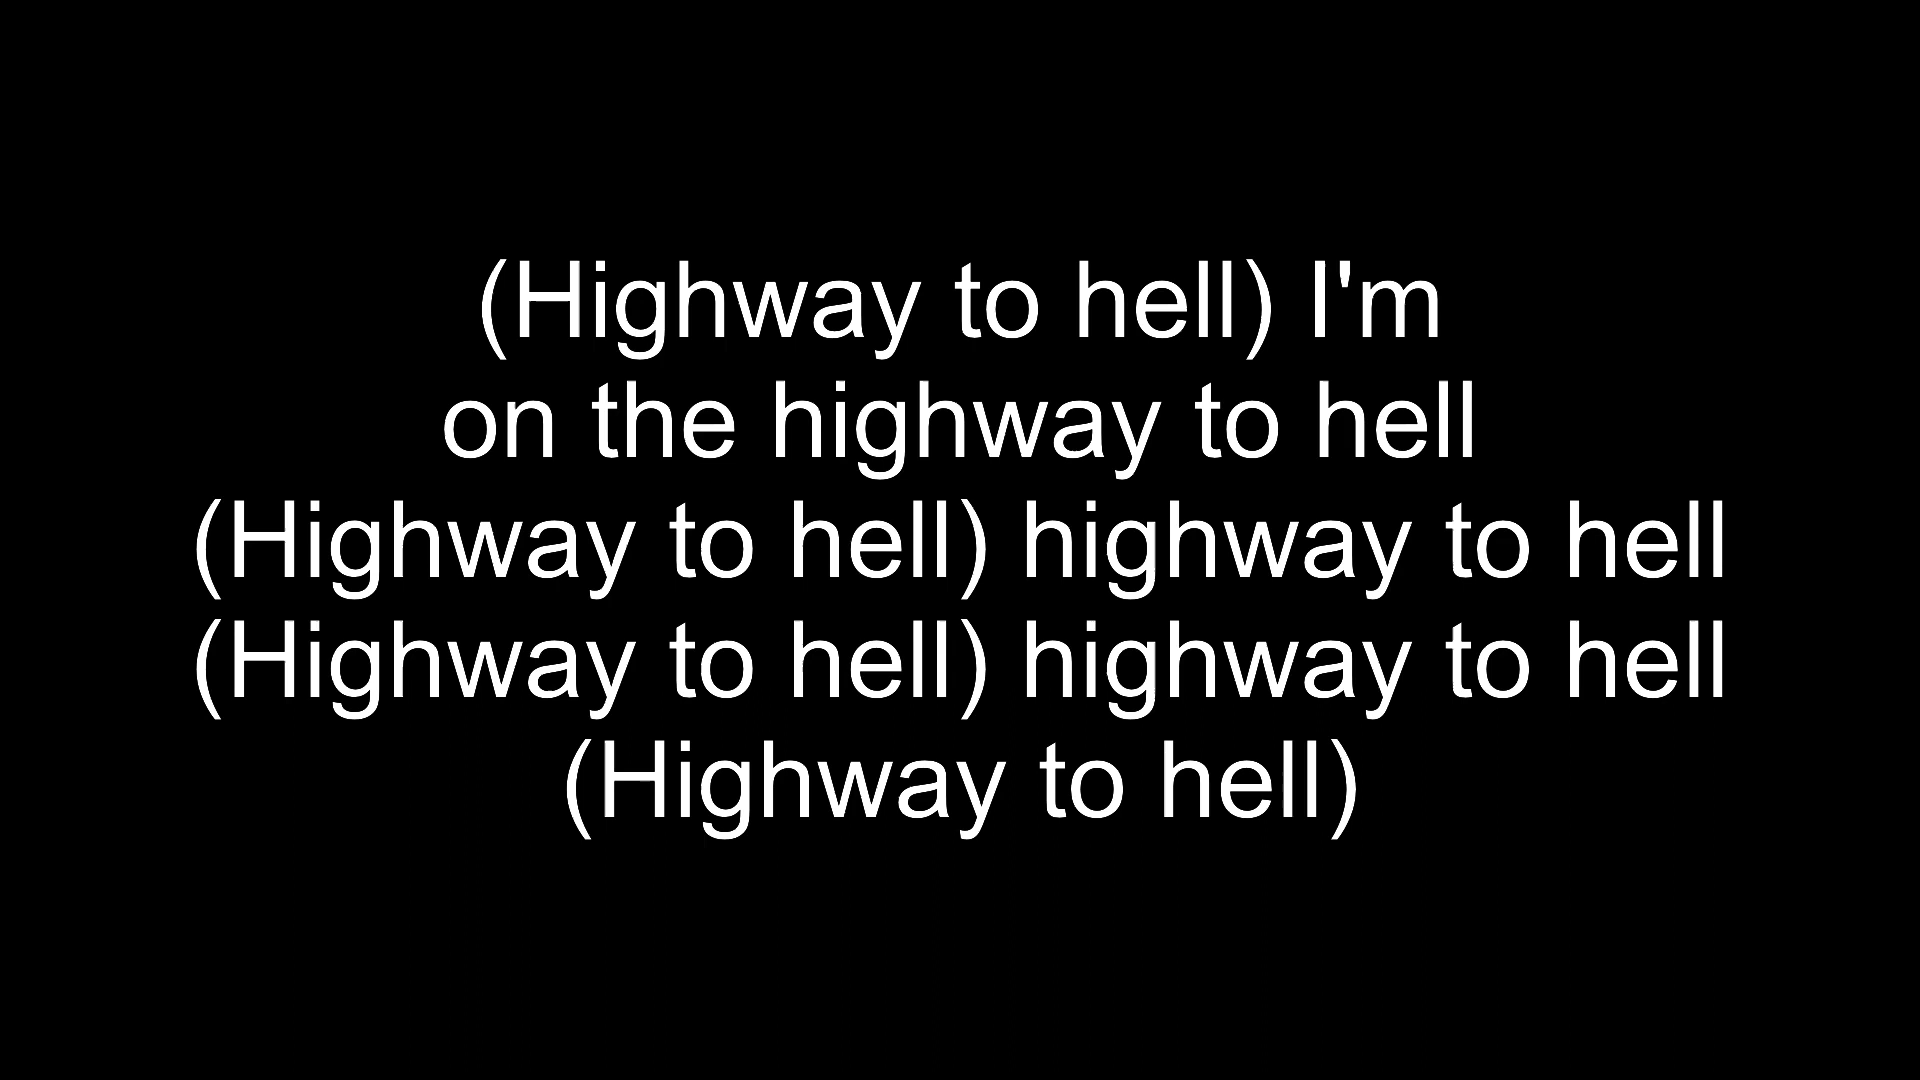 (Highway to hell) I'm
on the highway to hell
(Highway to hell) highway to hell
(Highway to hell) highway to hell
(Highway to hell)